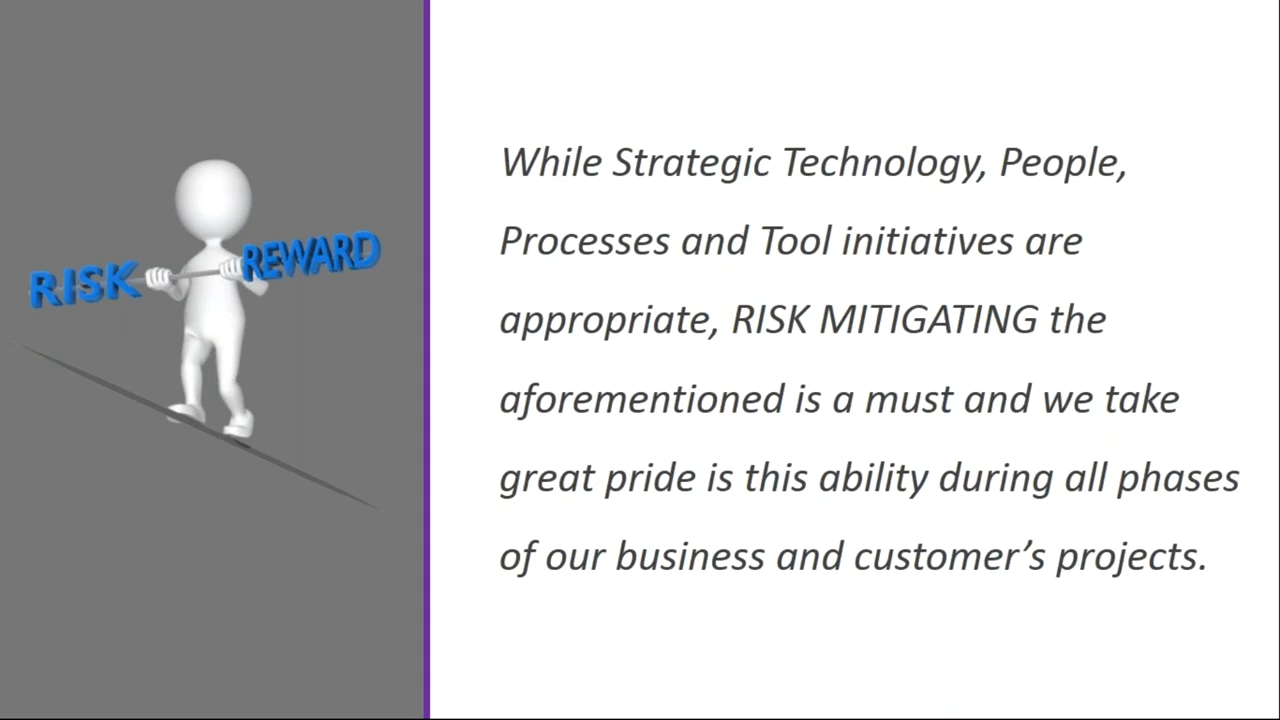 RISK REWARD
While Strategic Technology, People,
Processes and Tool initiatives are
appropriate, RISK MITIGATING the
aforementioned is a must and we take
great pride is this ability during all phases
of our business and customer’s projects.